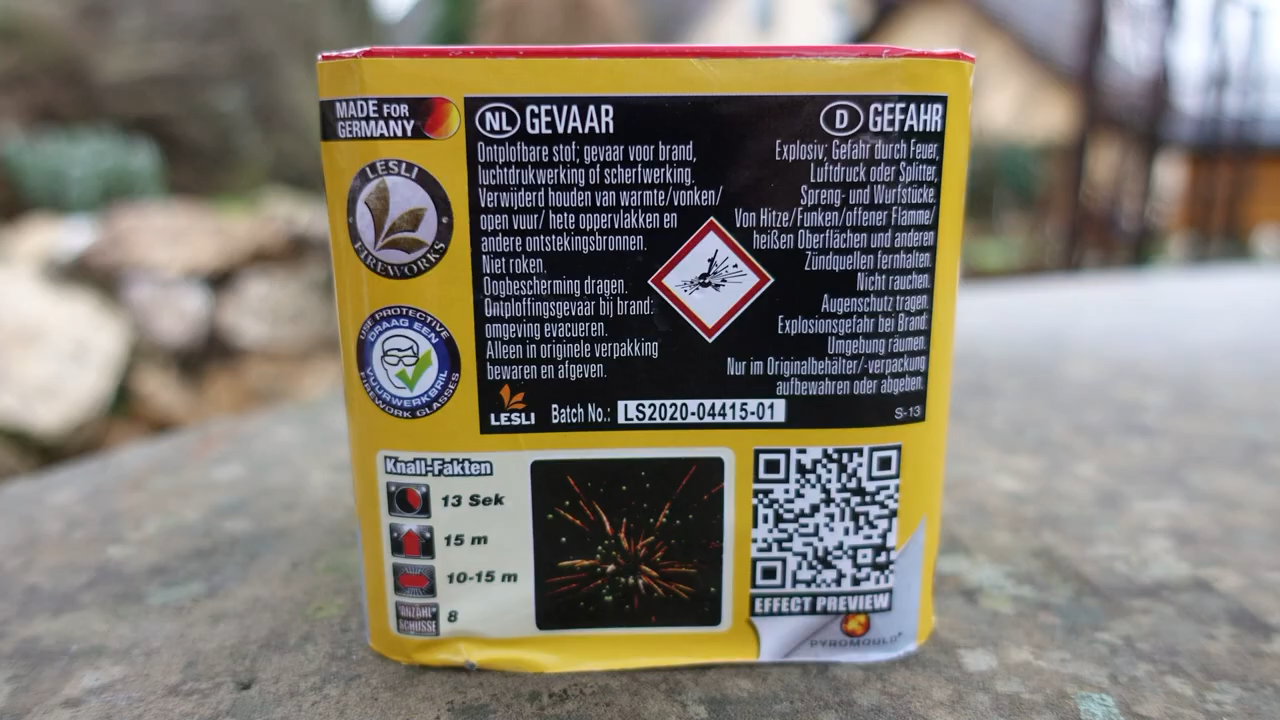 MADE FOR
GERMANY
LESLI
FIREWORKS
USE PROTECTIVE
DRAAG EEN
VUURWERKBRIL
FIREWORK GLASSES
NL GEVAAR
Ontplofbare stof; gevaar voor brand,
luchtdrukwerking of scherfwerking.
Verwijderd houden van warmte/vonken/
open vuur/ hete oppervlakken en
andere ontstekingsbronnen.
Niet roken.
Oogbescherming dragen.
Ontploffingsgevaar bij brand:
omgeving evacueren.
Alleen in originele verpakking
bewaren en afgeven.
D GEFAHR
Explosiv; Gefahr durch Feuer,
Luftdruck oder Splitter,
Spreng- und Wurfstücke.
Von Hitze/Funken/offener Flamme/
heißen Oberflächen und anderen
Zündquellen fernhalten.
Nicht rauchen.
Augenschutz tragen.
Explosionsgefahr bei Brand:
Umgebung räumen.
Nur im Originalbehälter/-verpackung
aufbewahren oder abgeben.
LESLI
Batch No.: LS2020-04415-01
S-13
Knall-Fakten
13 Sek
15 m
10-15 m
ANZAHL
SCHÜSSE
8
EFFECT PREVIEW
PYROMOULD®